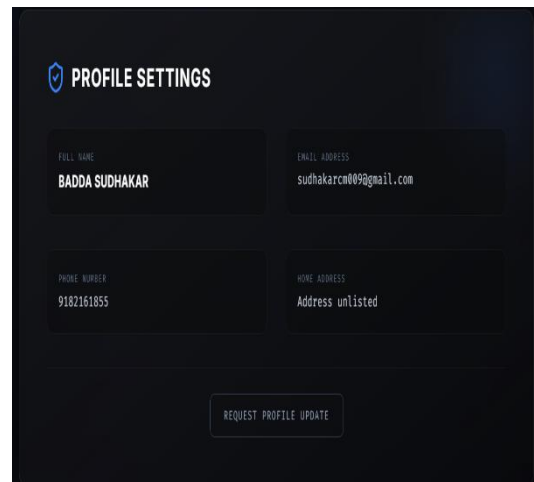 PROFILE SETTINGS
FULL NAME
BADDA SUDHAKAR
EMAIL ADDRESS
sudhakarcm009@gmail.com
PHONE NUMBER
9182161855
HOME ADDRESS
Address unlisted
REQUEST PROFILE UPDATE